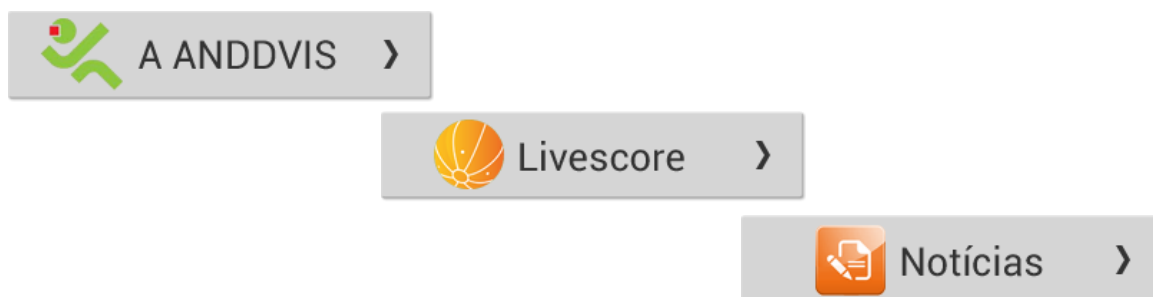 A ANDDVIS ❯
Livescore ❯
Notícias ❯